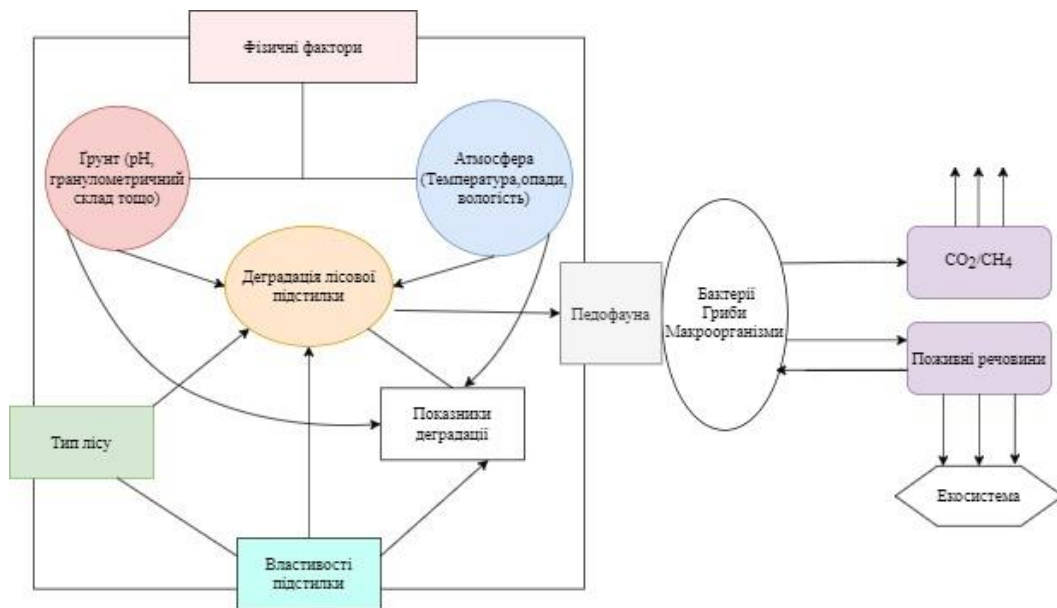 Фізичні фактори
Ґрунт (pH,
гранулометричний
склад тощо)
Атмосфера
(Температура,опади,
вологість)
Деградація лісової
підстилки
Педофауна
Бактерії
Гриби
Макроорганізми
CO2/CH4
Поживні речовини
Показники
деградації
Тип лісу
Екосистема
Властивості
підстилки